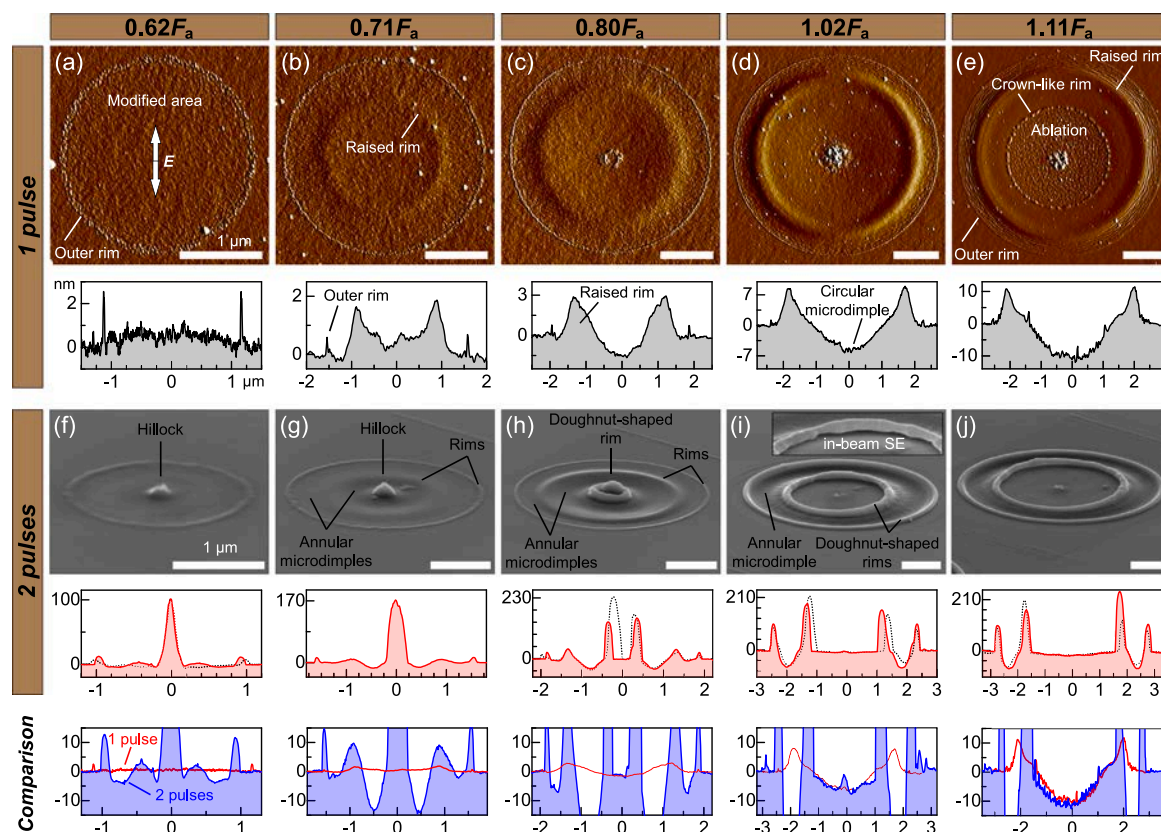 0.62Fa 0.71Fa 0.80Fa 1.02Fa 1.11Fa
1 pulse
(a) (b) (c) (d) (e)
Modified area
E
Outer rim
1 µm
Raised rim
Raised rim
Crown-like rim
Ablation
Outer rim
nm
2
0
-1 0 1 µm
Outer rim
2
1
0
-1 0 1 2
Raised rim
3
0
-2 -1 0 1 2
Circular
microdimple
7
0
-7
-2 -1 0 1 2
10
0
-10
-2 -1 0 1 2
2 pulses
(f) (g) (h) (i) (j)
Hillock
1 µm
Hillock
Rims
Annular
microdimples
Doughnut-shaped
rim
Rims
Annular
microdimples
in-beam SE
Annular
microdimple
Doughnut-shaped
rims
100
0
-1 0 1
170
0
-1 0 1
230
0
-2 -1 0 1 2
210
0
-3 -2 -1 0 1 2 3
210
0
-3 -2 -1 0 1 2 3
Comparison
10
0
-10
1 pulse
2 pulses
-1 0 1
10
0
-10
-1 0 1
10
0
-10
-2 -1 0 1 2
10
0
-10
-3 -2 -1 0 1 2 3
10
0
-10
-2 0 2